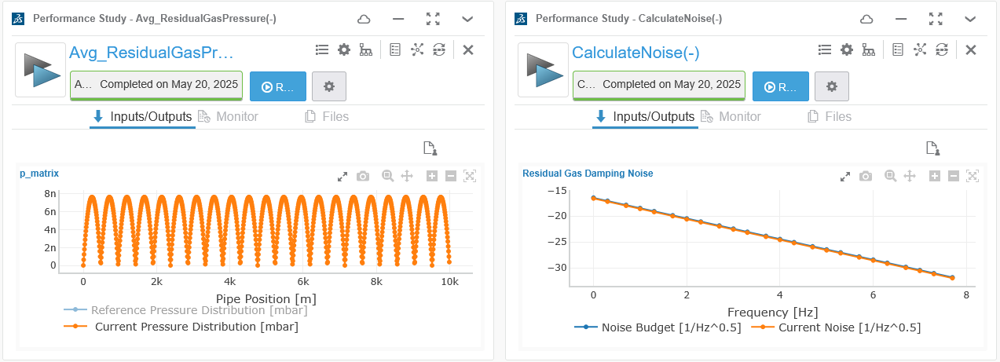 Performance Study - Avg_ResidualGasPressure(-)
Avg_ResidualGasPr...
A... Completed on May 20, 2025
R...
Inputs/Outputs Monitor Files
p_matrix
8n
6n
4n
2n
0
0 2k 4k 6k 8k 10k
Pipe Position [m]
Reference Pressure Distribution [mbar]
Current Pressure Distribution [mbar]
Performance Study - CalculateNoise(-)
CalculateNoise(-)
C... Completed on May 20, 2025
R...
Inputs/Outputs Monitor Files
Residual Gas Damping Noise
−15
−20
−25
−30
0 2 4 6 8
Frequency [Hz]
Noise Budget [1/Hz^0.5] Current Noise [1/Hz^0.5]